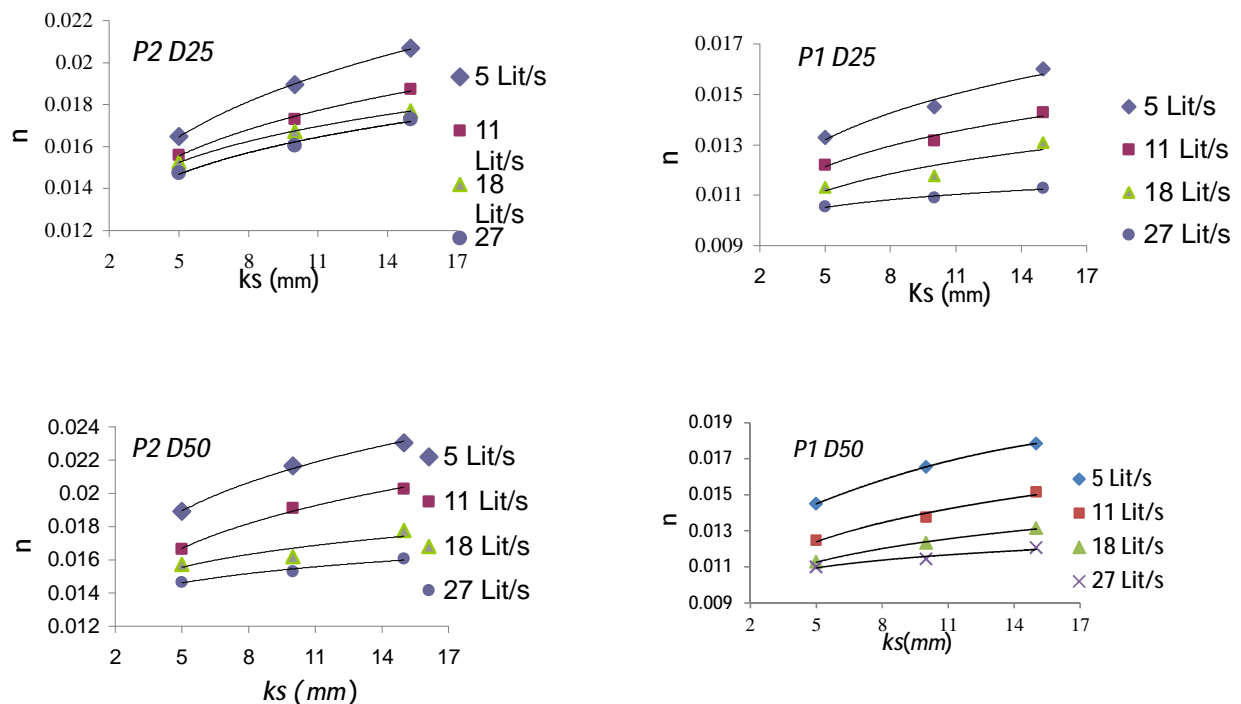 P2 D25
0.022
0.02
0.018
0.016
0.014
0.012
n
2 5 8 11 14 17
ks (mm)
5 Lit/s
11
Lit/s
18
Lit/s
27
P1 D25
0.017
0.015
0.013
0.011
0.009
n
2 5 8 11 14 17
Ks (mm)
5 Lit/s
11 Lit/s
18 Lit/s
27 Lit/s
P2 D50
0.024
0.022
0.02
0.018
0.016
0.014
0.012
n
2 5 8 11 14 17
ks ( mm)
5 Lit/s
11 Lit/s
18 Lit/s
27 Lit/s
P1 D50
0.019
0.017
0.015
0.013
0.011
0.009
n
2 5 8 11 14 17
ks(mm)
5 Lit/s
11 Lit/s
18 Lit/s
27 Lit/s